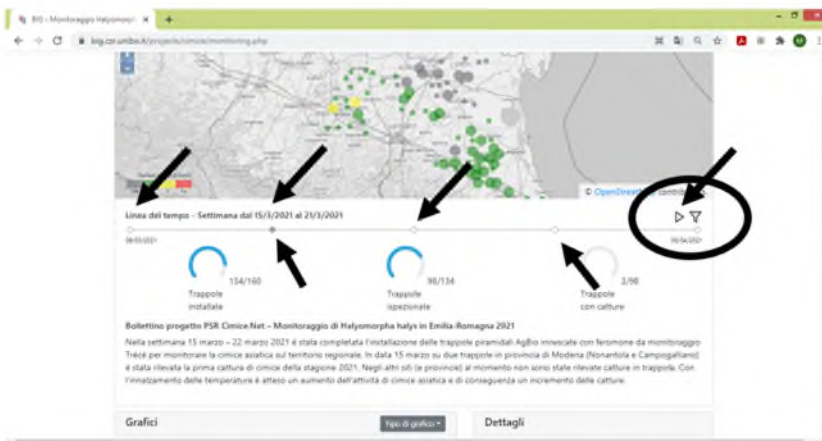 BIG - Monitoraggio Halyomorph
big.csr.unibo.it/projects/cimice/monitoring.php
© OpenStreetMap contributors.
Linea del tempo - Settimana dal 15/3/2021 al 21/3/2021
08/03/2021
134/160
Trappole
installate
98/134
Trappole
ispezionate
2/98
Trappole
con catture
Bollettino progetto PSR Cimice.Net - Monitoraggio di Halyomorpha halys in Emilia-Romagna 2021
Nella settimana 15 marzo – 22 marzo 2021 è stata completata l'installazione delle trappole piramidali AgBio innescate con feromone da monitoraggio
Trécé per monitorare la cimice asiatica sul territorio regionale. In data 15 marzo su due trappole in provincia di Modena (Nonantola e Campogalliano)
è stata rilevata la prima cattura di cimice della stagione 2021. Negli altri siti (e province) al momento non sono state rilevate catture in trappola. Con
l'innalzamento delle temperature è atteso un aumento dell'attività di cimice asiatica e di conseguenza un incremento delle catture.
Grafici
Tipo di grafico
Dettagli